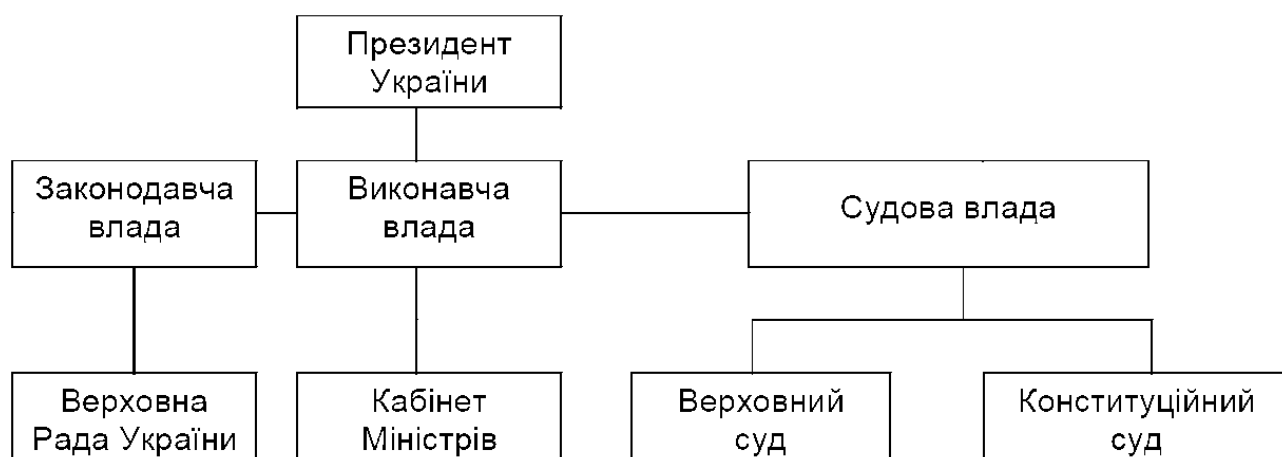 Президент
України
Законодавча
влада
Виконавча
влада
Судова влада
Верховна
Рада України
Кабінет
Міністрів
Верховний
суд
Конституційний
суд